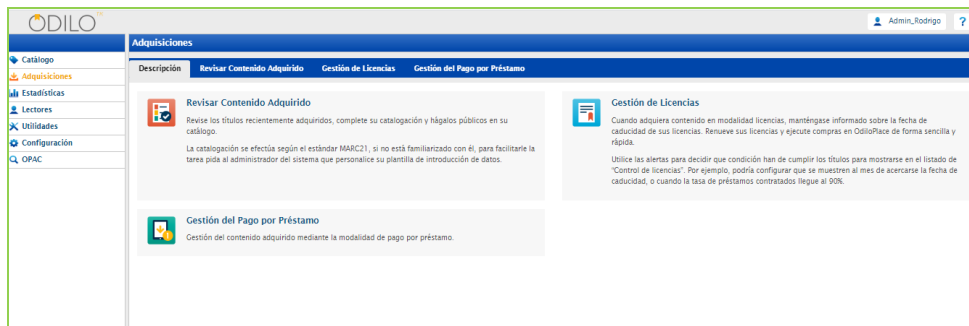 ODILO
Admin_Rodrigo
?
Adquisiciones
Catálogo
Adquisiciones
Estadísticas
Lectores
Utilidades
Configuración
OPAC
Descripción
Revisar Contenido Adquirido
Gestión de Licencias
Gestión del Pago por Préstamo
Revisar Contenido Adquirido
Revise los títulos recientemente adquiridos, complete su catalogación y hágalos públicos en su
catálogo.
La catalogación se efectúa según el estándar MARC21, si no está familiarizado con él, para facilitarle la
tarea pida al administrador del sistema que personalice su plantilla de introducción de datos.
Gestión de Licencias
Cuando adquiera contenido en modalidad licencias, manténgase informado sobre la fecha de
caducidad de sus licencias. Renueve sus licencias y ejecute compras en OdiloPlace de forma sencilla y
rápida.
Utilice las alertas para decidir que condición han de cumplir los títulos para mostrarse en el listado de
"Control de licencias". Por ejemplo, podría configurar que se muestren al mes de acercarse la fecha de
caducidad, o cuando la tasa de préstamos contratados llegue al 90%.
Gestión del Pago por Préstamo
Gestión del contenido adquirido mediante la modalidad de pago por préstamo.